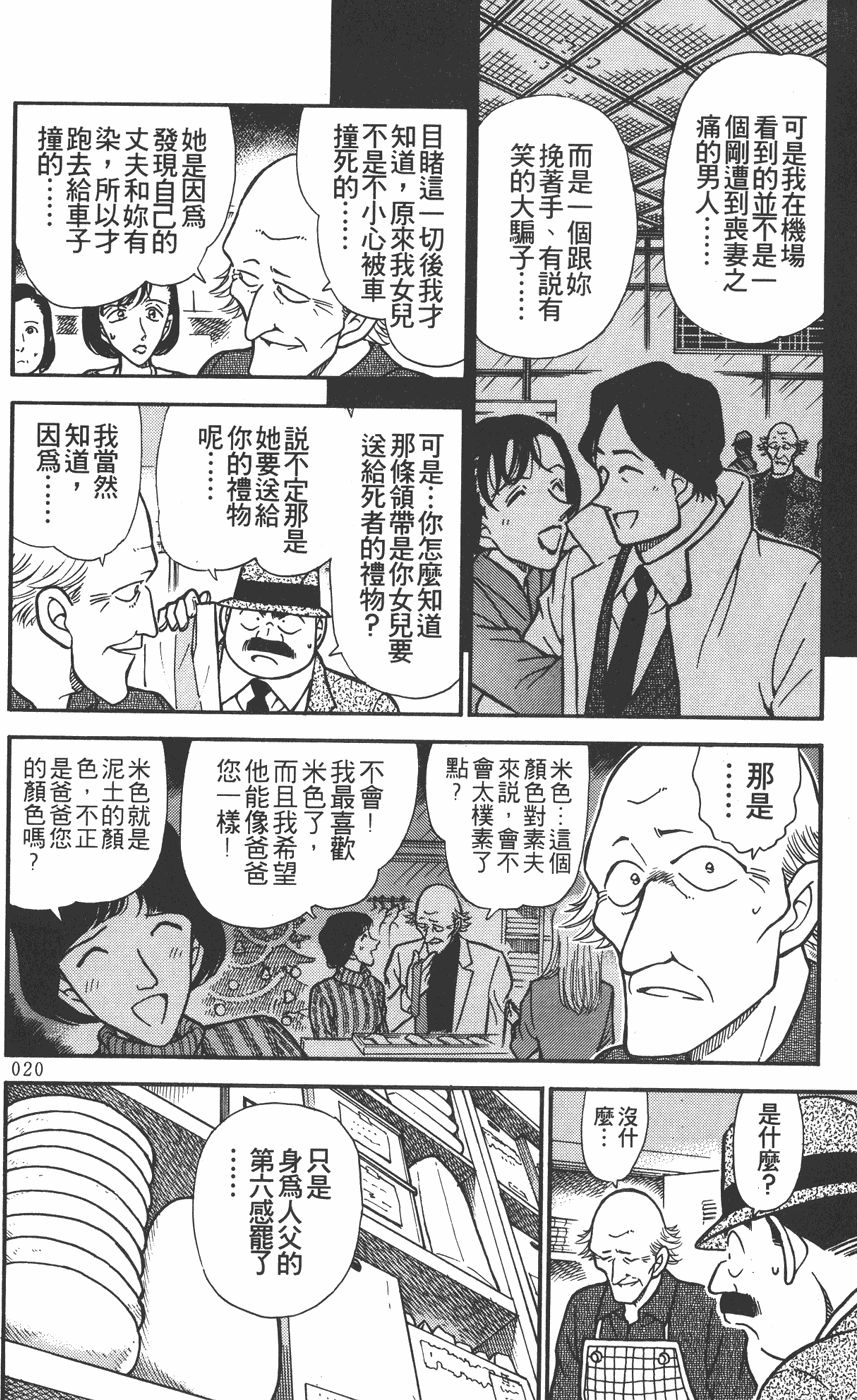 可是我在機場
看到的並不是一
個剛遭到喪妻之
痛的男人……
而是一個跟妳
挽著手、有說有
笑的大騙子……
目睹這一切後我才
知道，原來我女兒
不是不小心被車
撞死的……
她是因為
發現自己的
丈夫和妳有
染，所以才
跑去給車子
撞的……
可是…你怎麼知道
那條領帶是你女兒要
送給死者的禮物？
說不定那是
她要送給
你的禮物
呢……
我當然
知道，
因為……
那是
……
米色…這個
顏色對素夫
來說，會不
會太樸素了
點？
不會！
我最喜歡
米色了，
而且我希望
他能像爸爸
您一樣！
米色就是
泥土的顏
色，不正
是爸爸您
的顏色嗎？
020
是什麼？
沒什
麼…
只是
身為人父的
第六感罷了
……